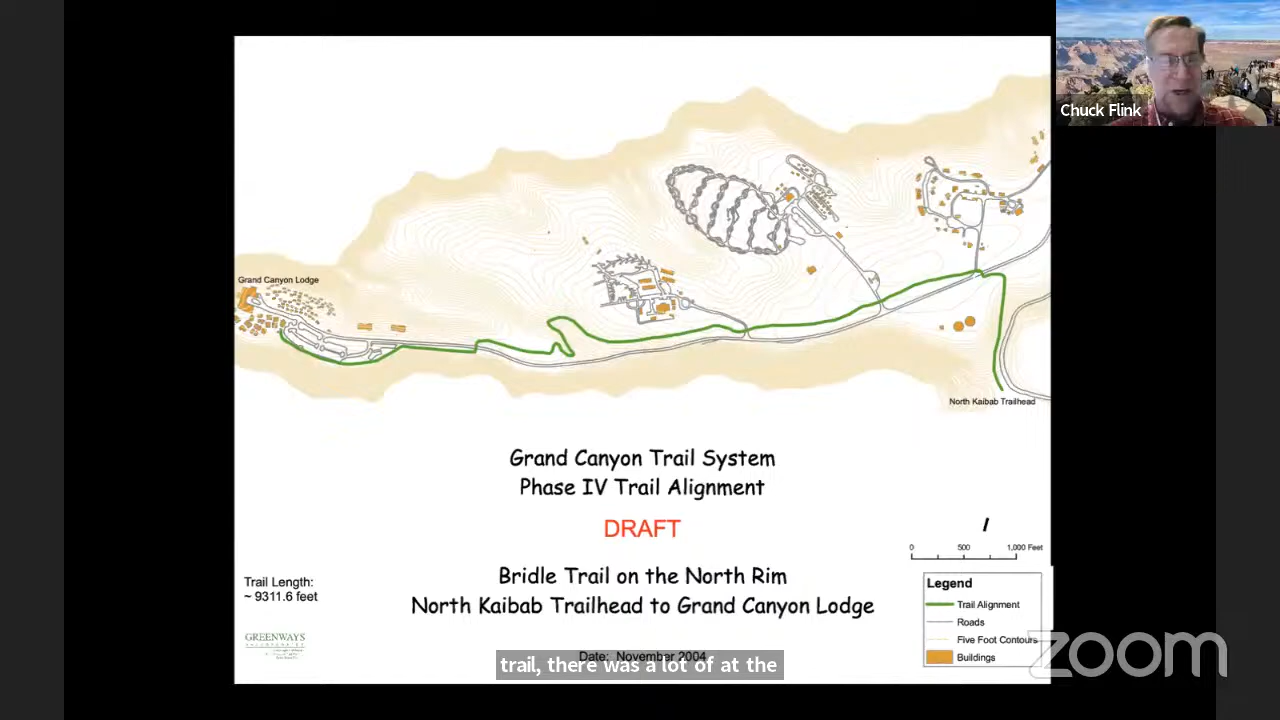 Chuck Flink
Grand Canyon Lodge
North Kaibab Trailhead
Grand Canyon Trail System
Phase IV Trail Alignment
DRAFT
Bridle Trail on the North Rim
North Kaibab Trailhead to Grand Canyon Lodge
Date: November 2004
Trail Length:
~ 9311.6 feet
GREENWAYS
INCORPORATED
0 500 1,000 Feet
Legend
Trail Alignment
Roads
Five Foot Contours
Buildings
trail, there was a lot of at the
zoom